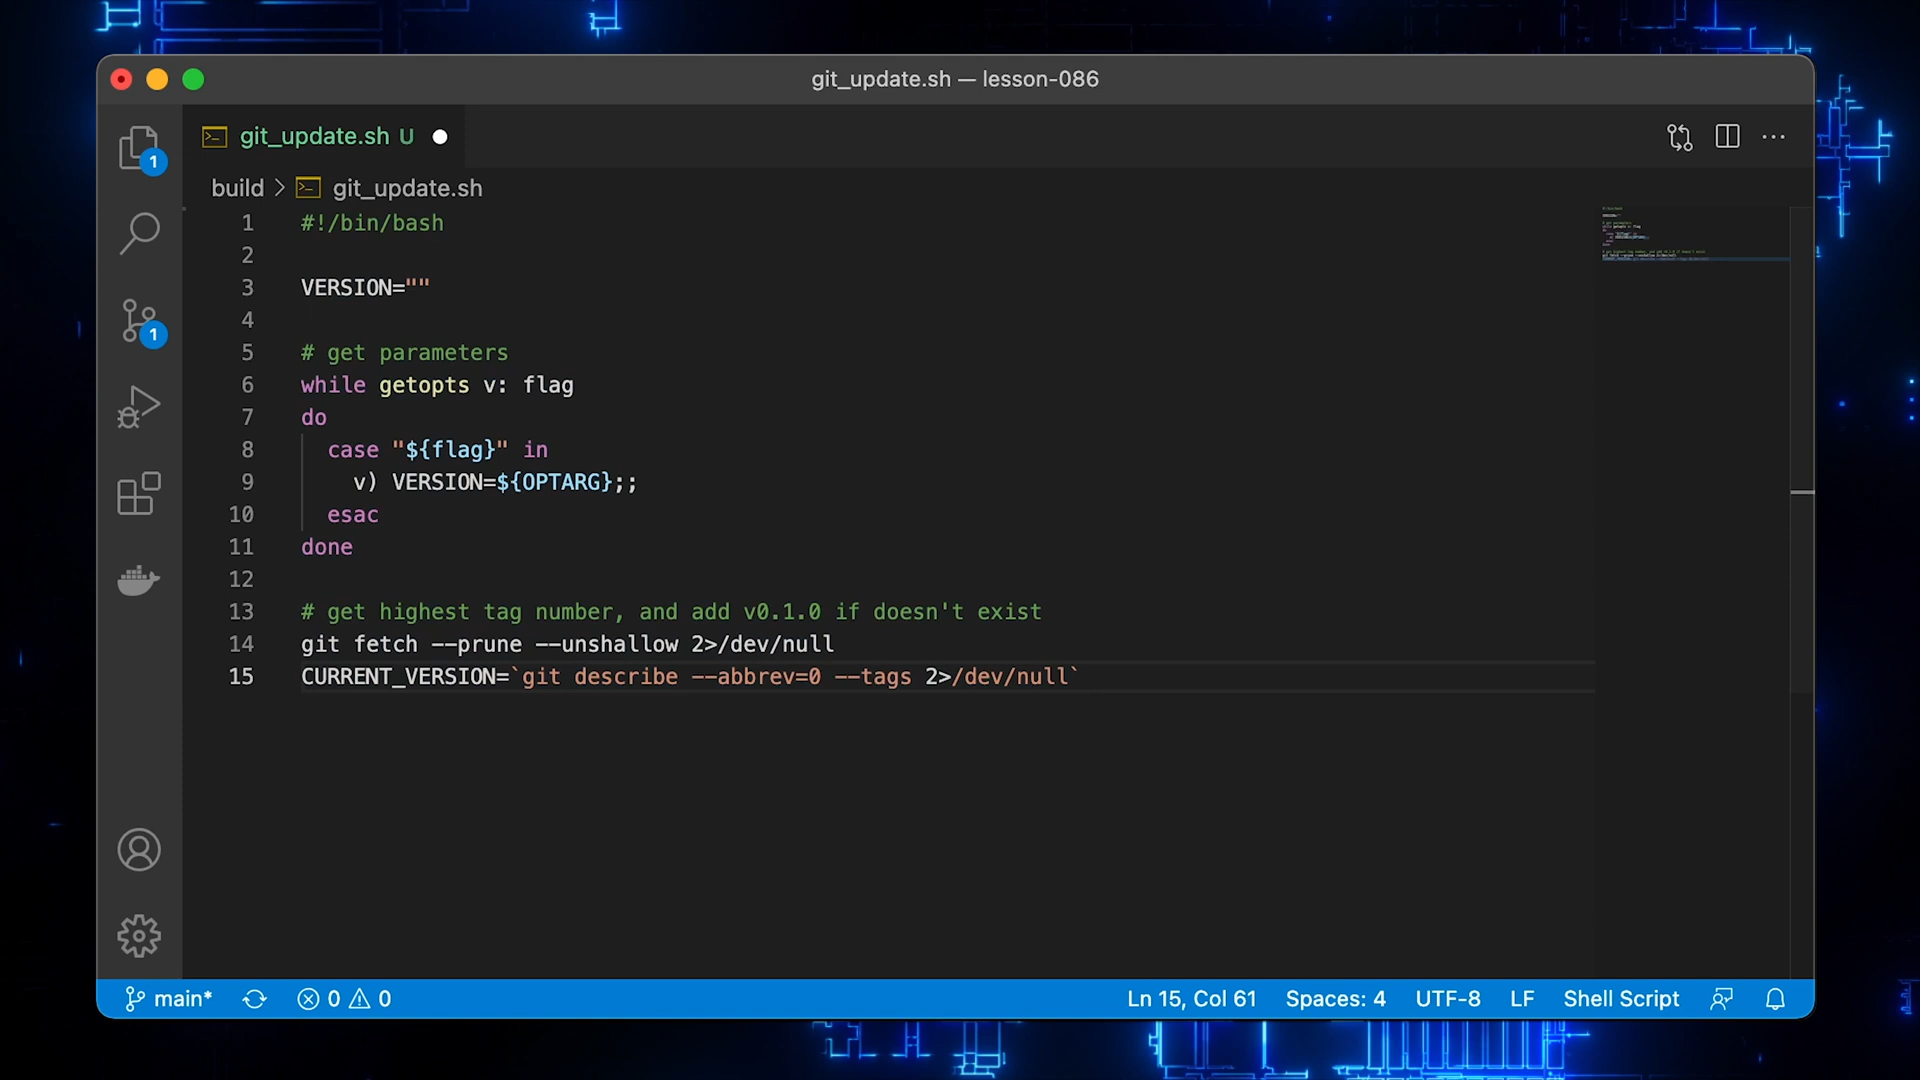 git_update.sh — lesson-086
git_update.sh U
build > git_update.sh
1 #!/bin/bash
2
3 VERSION=""
4
5 # get parameters
6 while getopts v: flag
7 do
8 case "${flag}" in
9 v) VERSION=${OPTARG};;
10 esac
11 done
12
13 # get highest tag number, and add v0.1.0 if doesn't exist
14 git fetch --prune --unshallow 2>/dev/null
15 CURRENT_VERSION=`git describe --abbrev=0 --tags 2>/dev/null`
1
1
main* 0 0 Ln 15, Col 61 Spaces: 4 UTF-8 LF Shell Script